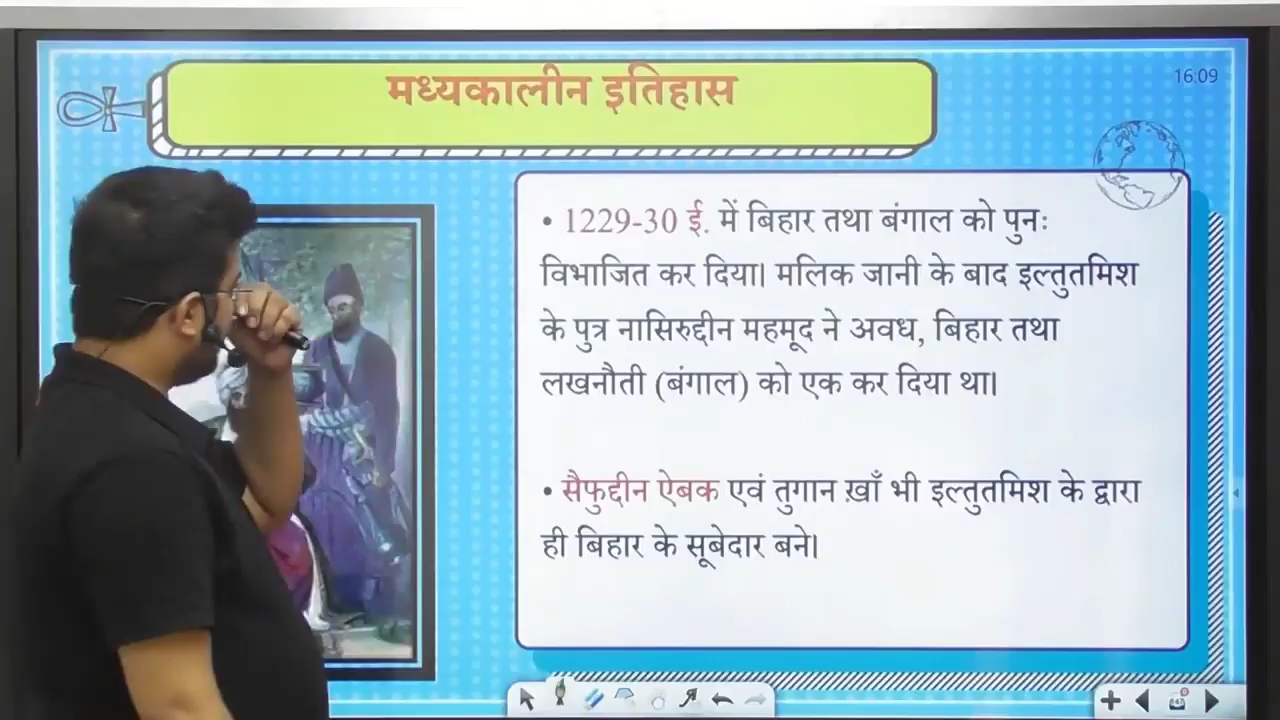 मध्यकालीन इतिहास
16:09
• 1229-30 ई. में बिहार तथा बंगाल को पुनः
विभाजित कर दिया। मलिक जानी के बाद इल्तुतमिश
के पुत्र नासिरुद्दीन महमूद ने अवध, बिहार तथा
लखनौती (बंगाल) को एक कर दिया था।
• सैफुद्दीन ऐबक एवं तुगान ख़ाँ भी इल्तुतमिश के द्वारा
ही बिहार के सूबेदार बने।